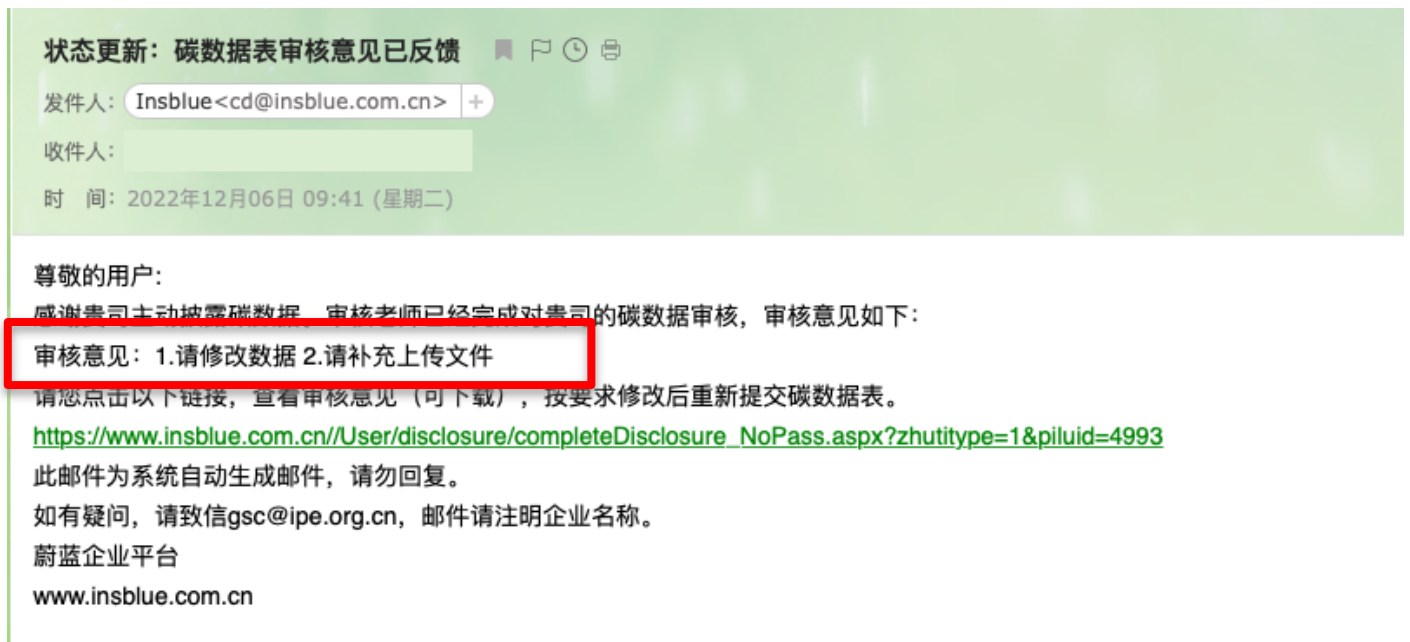 状态更新：碳数据表审核意见已反馈
发件人：Insblue<cd@insblue.com.cn>
收件人：
时　间：2022年12月06日 09:41 (星期二)
尊敬的用户:
感谢贵司主动披露碳数据，审核老师已经完成对贵司的碳数据审核，审核意见如下：
审核意见：1.请修改数据 2.请补充上传文件
请您点击以下链接，查看审核意见（可下载），按要求修改后重新提交碳数据表。
https://www.insblue.com.cn//User/disclosure/completeDisclosure_NoPass.aspx?zhutitype=1&piluid=4993
此邮件为系统自动生成邮件，请勿回复。
如有疑问，请致信gsc@ipe.org.cn，邮件请注明企业名称。
蔚蓝企业平台
www.insblue.com.cn